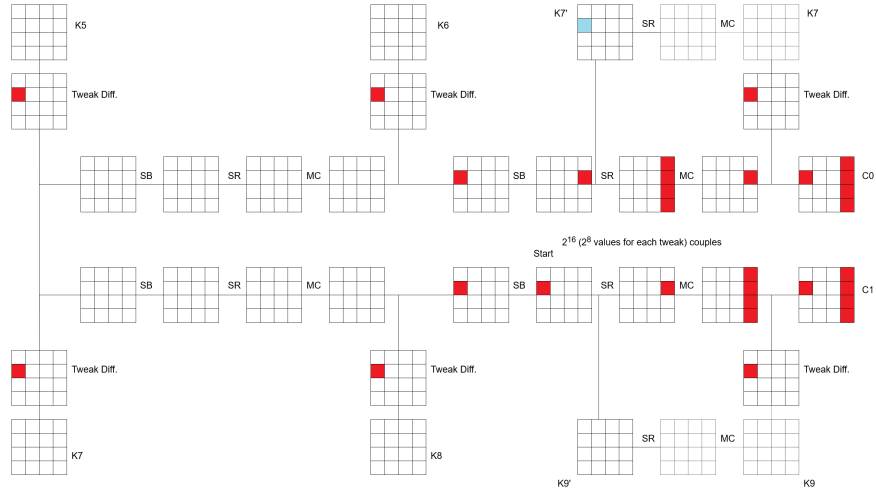 K5
K6
K7'
SR
MC
K7
Tweak Diff.
Tweak Diff.
Tweak Diff.
SB
SR
MC
SB
SR
MC
C0
2^16 (2^8 values for each tweak) couples
Start
SB
SR
MC
SB
SR
MC
C1
Tweak Diff.
Tweak Diff.
Tweak Diff.
K7
K8
SR
MC
K9'
K9